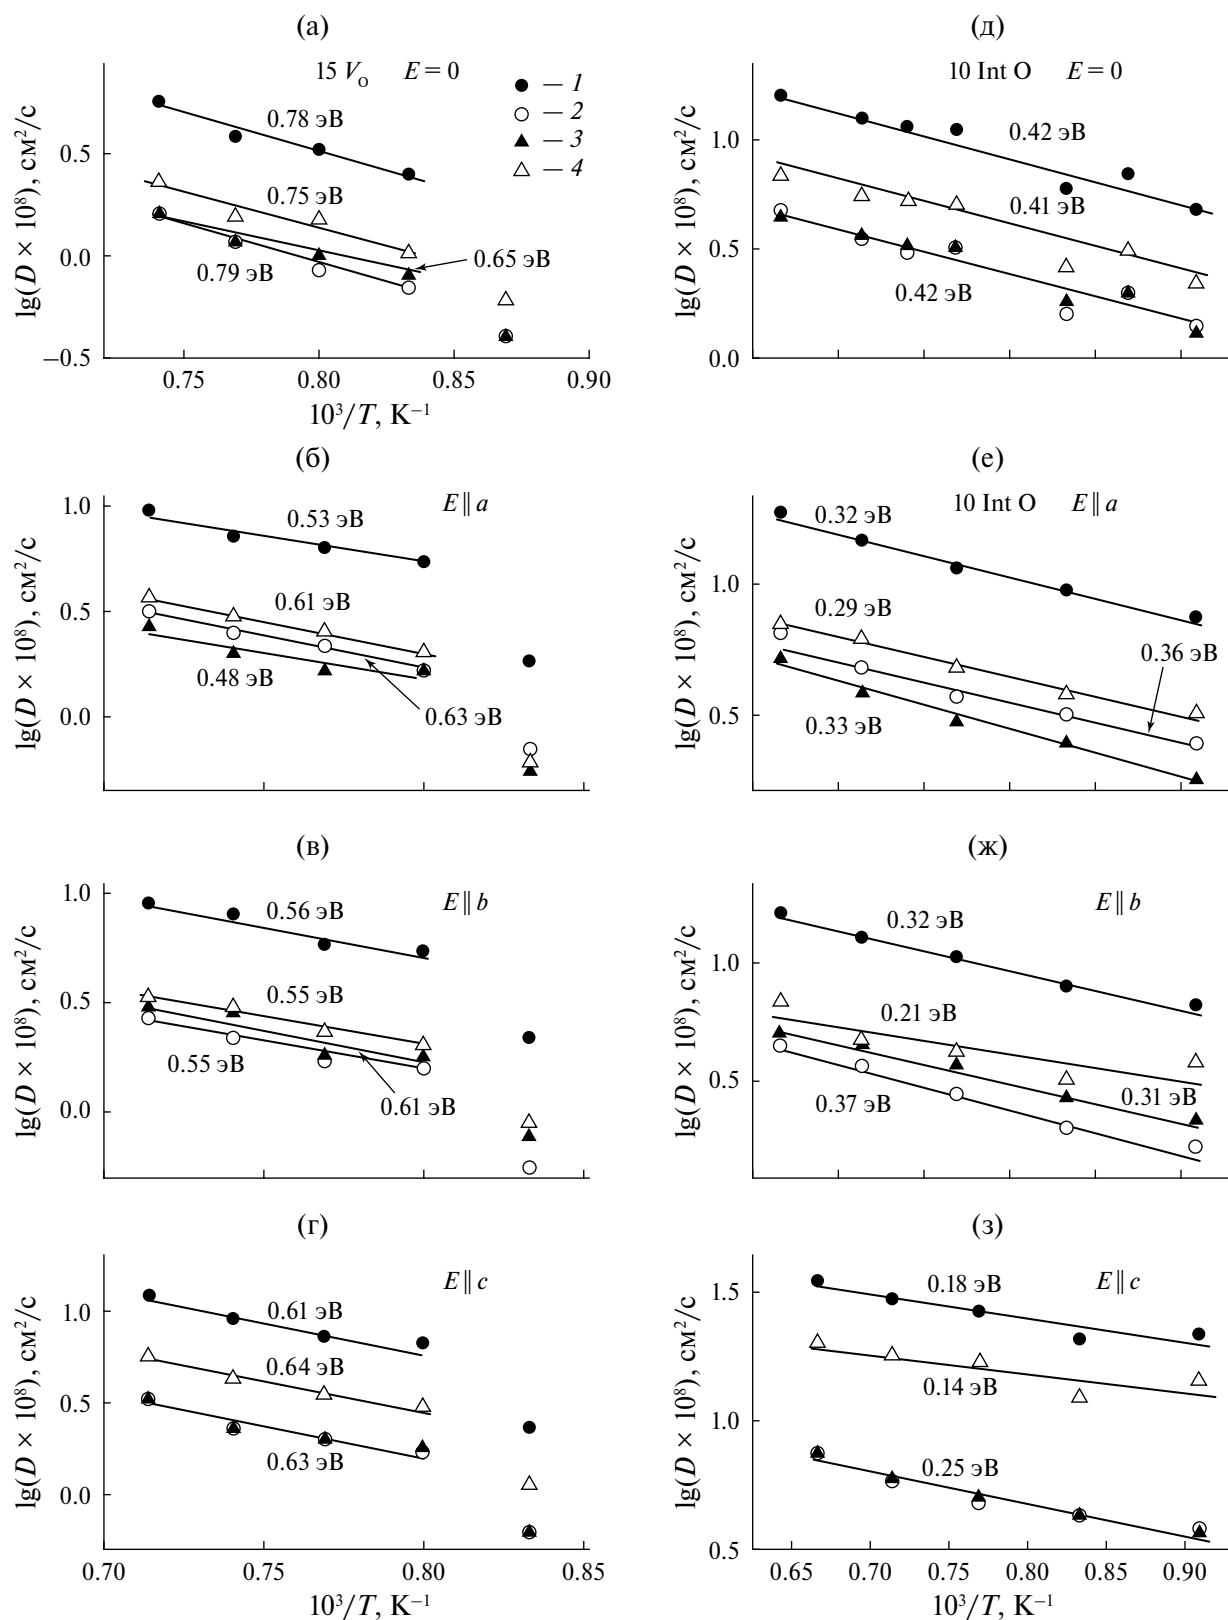 (а)
15 V_O E = 0
– 1
– 2
– 3
– 4
0.78 эВ
0.75 эВ
0.65 эВ
0.79 эВ
0.5
0.0
–0.5
lg(D × 10⁸), см²/с
0.75 0.80 0.85 0.90
10³/T, K⁻¹
(д)
10 Int O E = 0
0.42 эВ
0.41 эВ
0.42 эВ
1.0
0.5
0.0
lg(D × 10⁸), см²/с
(б)
E || a
0.53 эВ
0.61 эВ
0.48 эВ
0.63 эВ
1.0
0.5
0.0
lg(D × 10⁸), см²/с
(е)
10 Int O E || a
0.32 эВ
0.29 эВ
0.36 эВ
0.33 эВ
1.0
0.5
lg(D × 10⁸), см²/с
(в)
E || b
0.56 эВ
0.55 эВ
0.55 эВ
0.61 эВ
1.0
0.5
0.0
lg(D × 10⁸), см²/с
(ж)
E || b
0.32 эВ
0.21 эВ
0.31 эВ
0.37 эВ
1.0
0.5
lg(D × 10⁸), см²/с
(г)
E || c
0.61 эВ
0.64 эВ
0.63 эВ
1.0
0.5
0.0
lg(D × 10⁸), см²/с
0.70 0.75 0.80 0.85
10³/T, K⁻¹
(з)
E || c
0.18 эВ
0.14 эВ
0.25 эВ
1.5
1.0
0.5
lg(D × 10⁸), см²/с
0.65 0.70 0.75 0.80 0.85 0.90
10³/T, K⁻¹